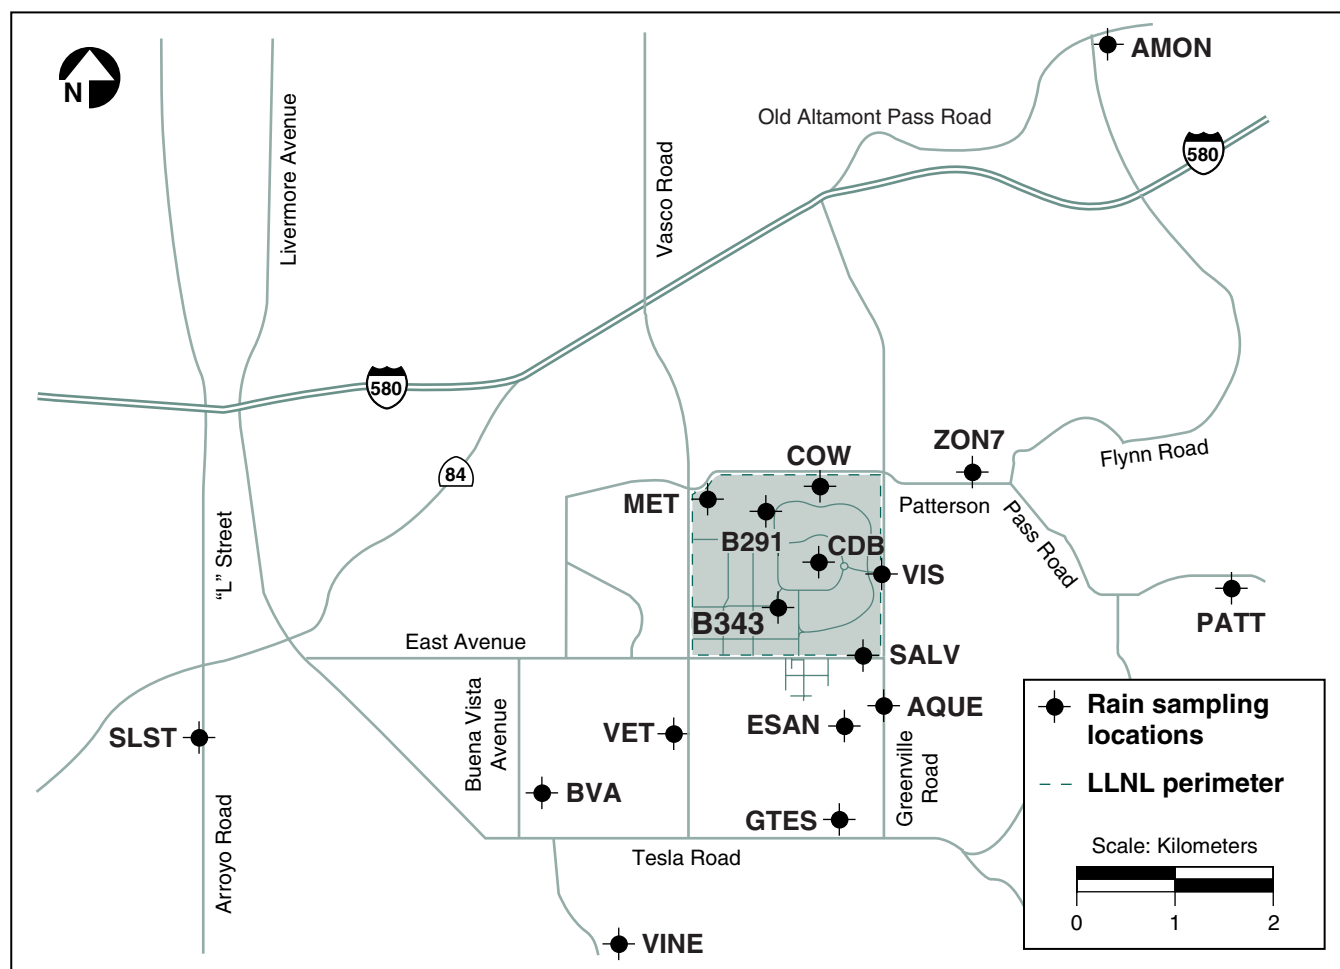 N
AMON
Old Altamont Pass Road
580
Livermore Avenue
Vasco Road
580
84
ZON7
COW
Flynn Road
MET
Patterson
Pass Road
B291
CDB
VIS
"L" Street
PATT
B343
East Avenue
SALV
Buena Vista
Avenue
AQUE
ESAN
VET
SLST
Greenville
Road
BVA
GTES
Arroyo Road
Tesla Road
VINE
Rain sampling
locations
LLNL perimeter
Scale: Kilometers
0 1 2